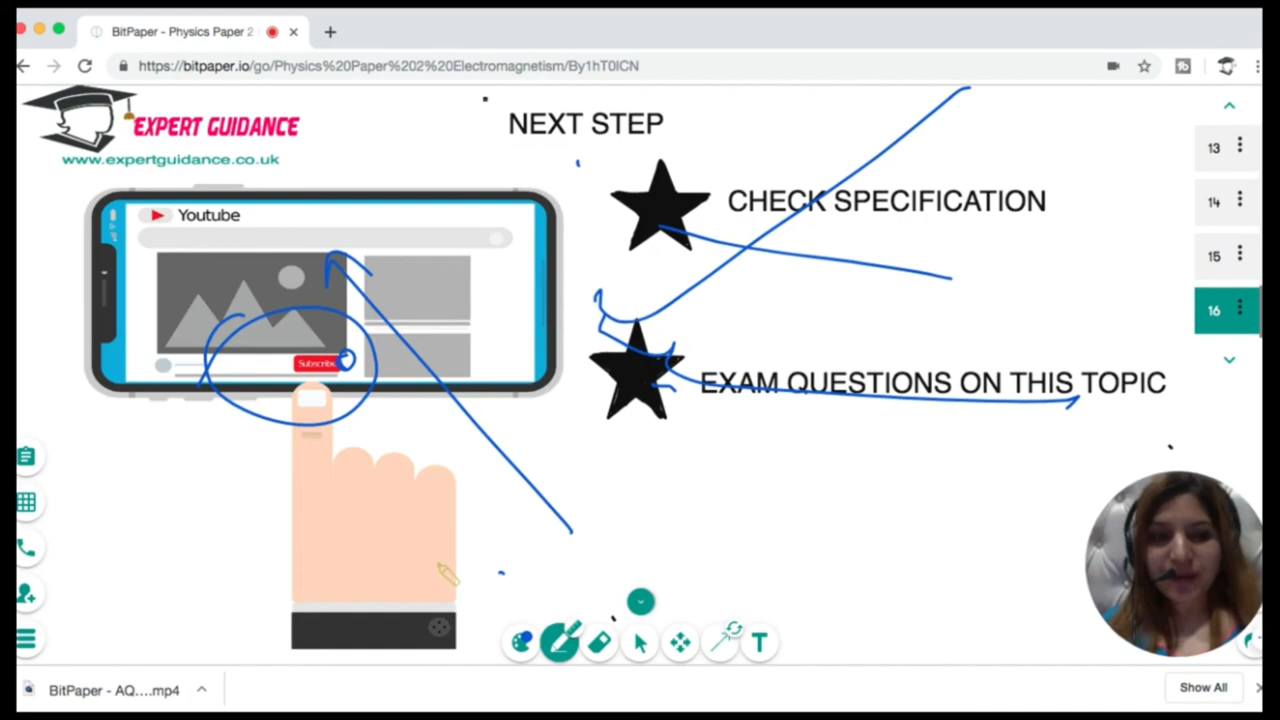 BitPaper - Physics Paper 2
https://bitpaper.io/go/Physics%20Paper%202%20Electromagnetism/By1hT0ICN
EXPERT GUIDANCE
www.expertguidance.co.uk
NEXT STEP
CHECK SPECIFICATION
EXAM QUESTIONS ON THIS TOPIC
Youtube
Subscribe
13
14
15
16
T
BitPaper - AQ....mp4
Show All